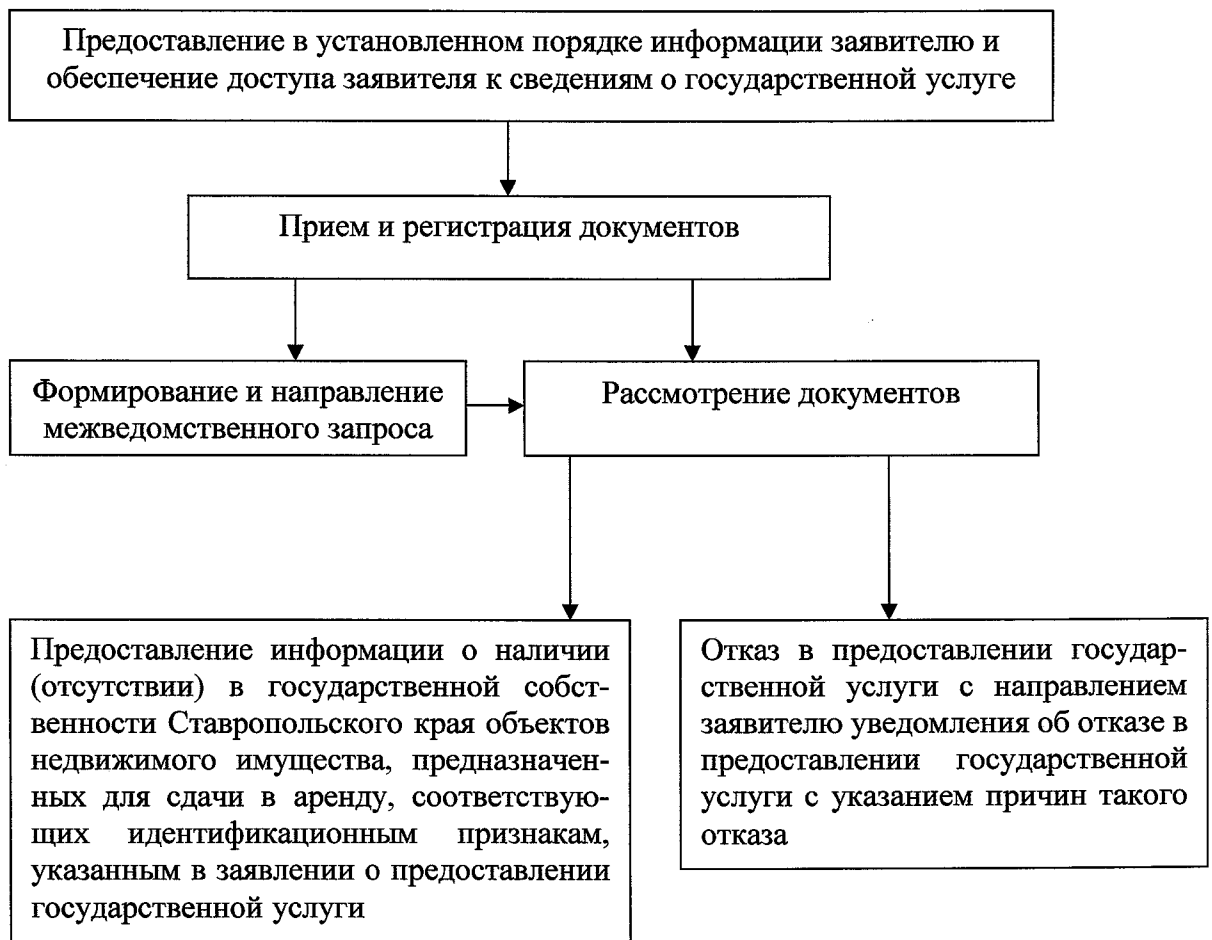 Предоставление в установленном порядке информации заявителю и
обеспечение доступа заявителя к сведениям о государственной услуге
Прием и регистрация документов
Формирование и направление
межведомственного запроса
Рассмотрение документов
Предоставление информации о наличии
(отсутствии) в государственной собст-
венности Ставропольского края объектов
недвижимого имущества, предназначен-
ных для сдачи в аренду, соответствую-
щих идентификационным признакам,
указанным в заявлении о предоставлении
государственной услуги
Отказ в предоставлении государ-
ственной услуги с направлением
заявителю уведомления об отказе в
предоставлении государственной
услуги с указанием причин такого
отказа